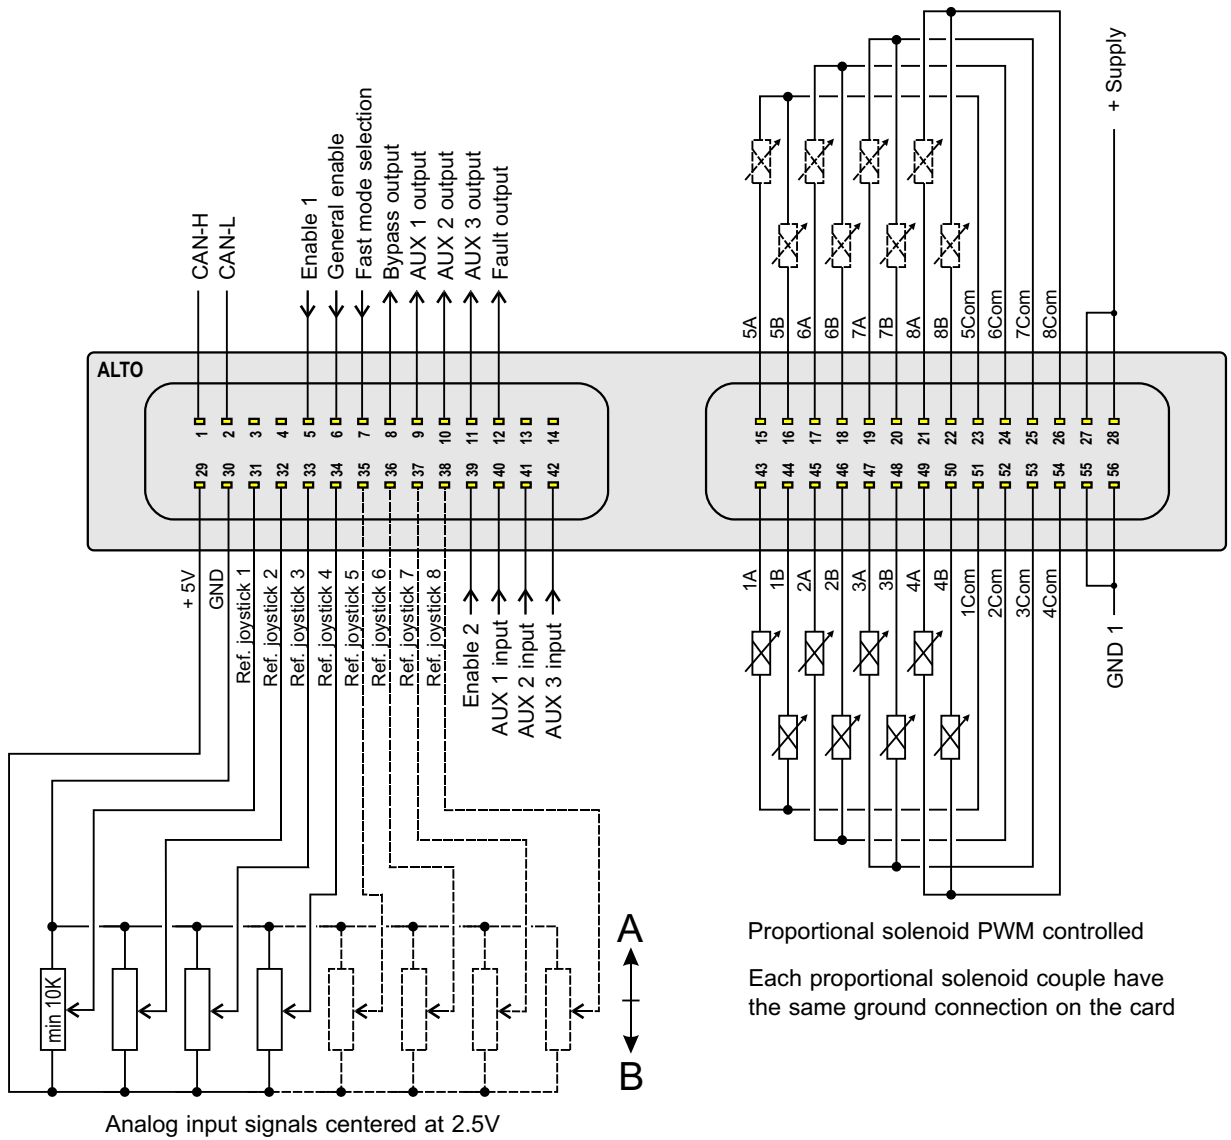 CAN-H
CAN-L
Enable 1
General enable
Fast mode selection
Bypass output
AUX 1 output
AUX 2 output
AUX 3 output
Fault output
5A
5B
6A
6B
7A
7B
8A
8B
5Com
6Com
7Com
8Com
+ Supply
ALTO
1 2 3 4 5 6 7 8 9 10 11 12 13 14
15 16 17 18 19 20 21 22 23 24 25 26 27 28
29 30 31 32 33 34 35 36 37 38 39 40 41 42
43 44 45 46 47 48 49 50 51 52 53 54 55 56
+ 5V
GND
Ref. joystick 1
Ref. joystick 2
Ref. joystick 3
Ref. joystick 4
Ref. joystick 5
Ref. joystick 6
Ref. joystick 7
Ref. joystick 8
Enable 2
AUX 1 input
AUX 2 input
AUX 3 input
1A
1B
2A
2B
3A
3B
4A
4B
1Com
2Com
3Com
4Com
GND 1
min 10K
A
B
Proportional solenoid PWM controlled
Each proportional solenoid couple have
the same ground connection on the card
Analog input signals centered at 2.5V